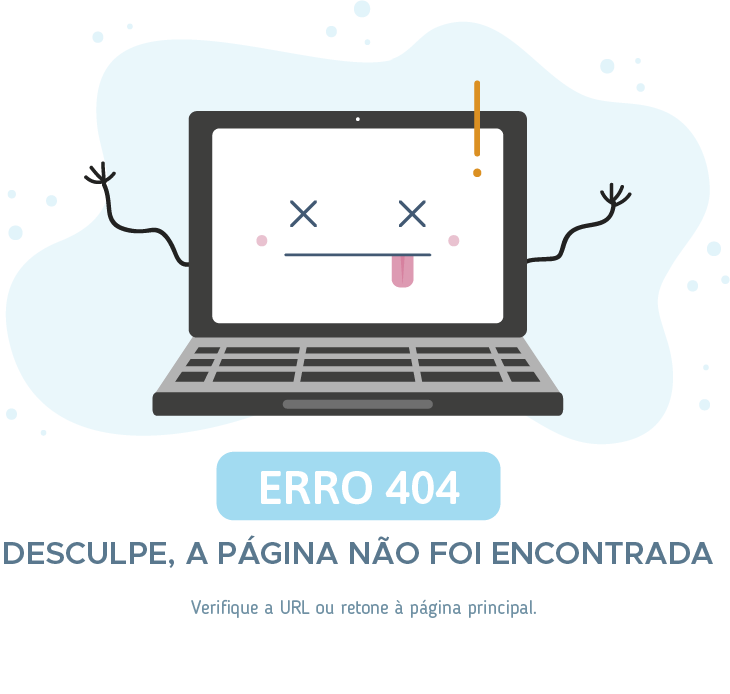 ERRO 404
DESCULPE, A PÁGINA NÃO FOI ENCONTRADA
Verifique a URL ou retone à página principal.